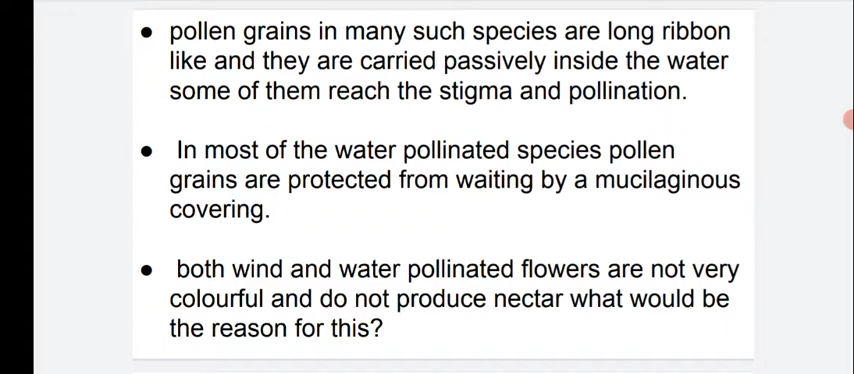 ● pollen grains in many such species are long ribbon
like and they are carried passively inside the water
some of them reach the stigma and pollination.
● In most of the water pollinated species pollen
grains are protected from waiting by a mucilaginous
covering.
● both wind and water pollinated flowers are not very
colourful and do not produce nectar what would be
the reason for this?